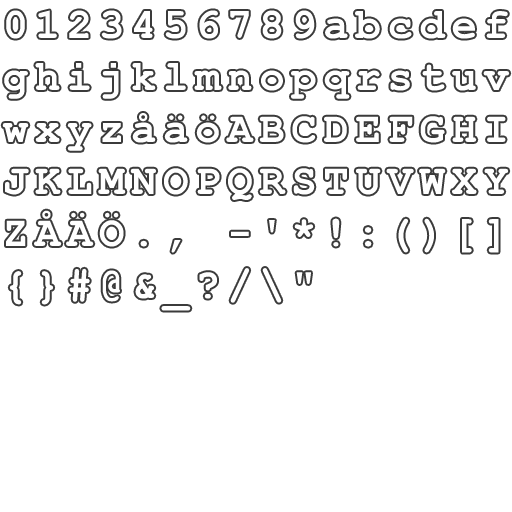 0123456789abcdef
ghijklmnopqrstuv
wxyzåäöABCDEFGHI
JKLMNOPQRSTUVWXY
ZÅÄÖ., -'*!:()[]
{}#@&_?/\"